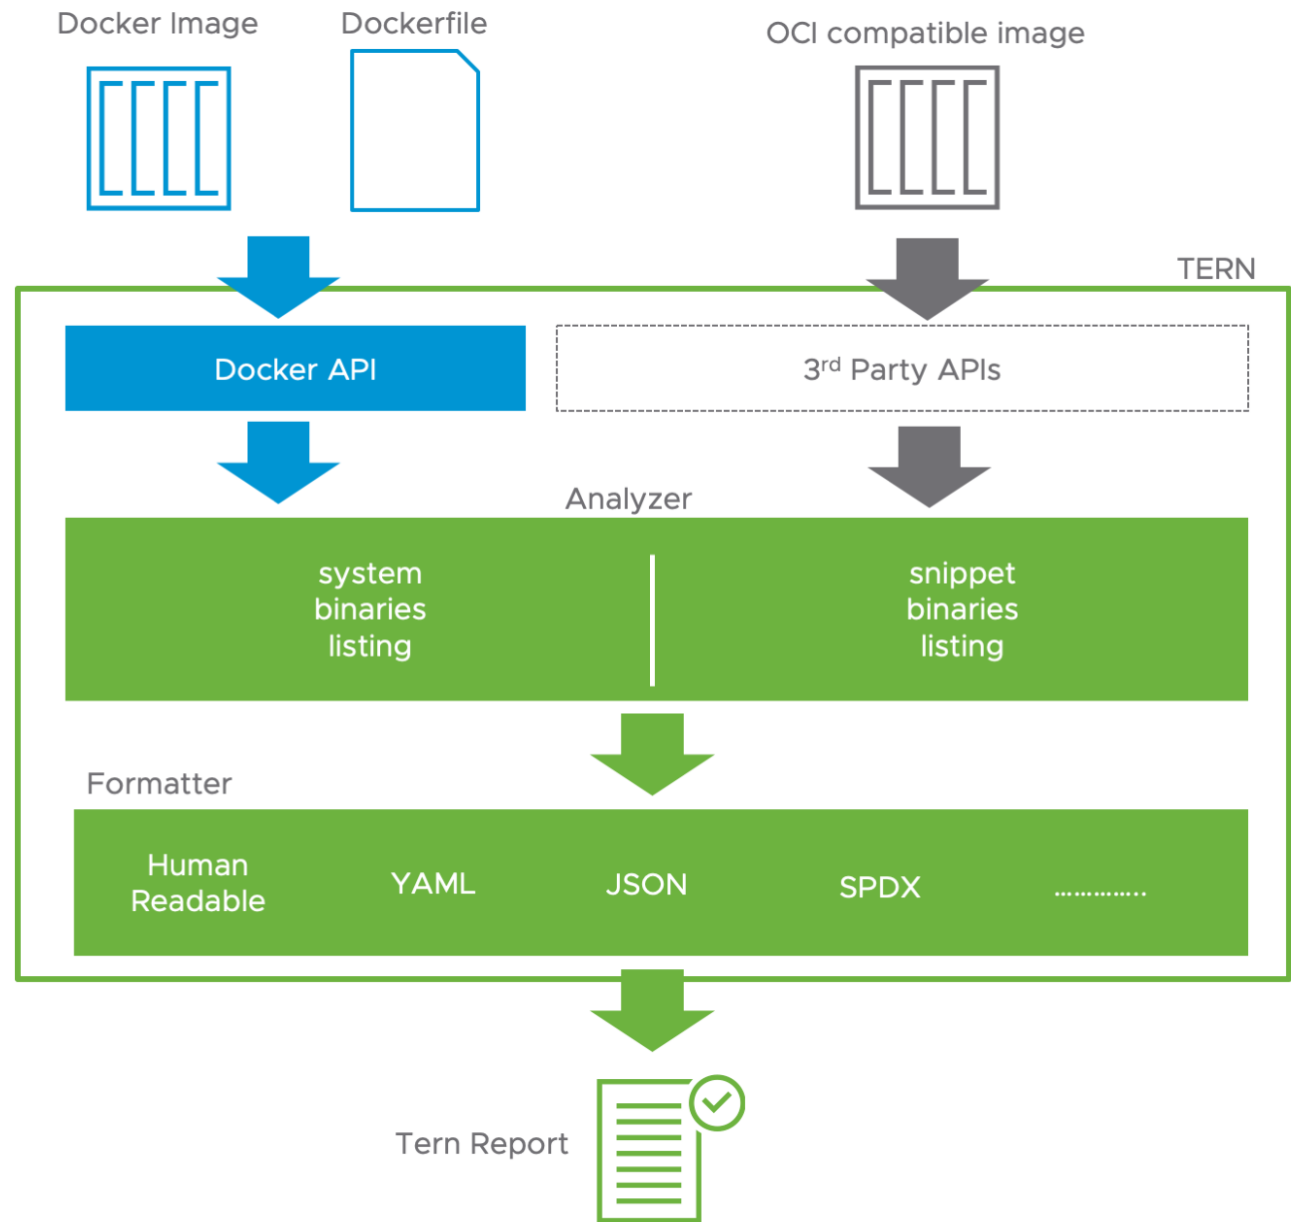 Docker Image
Dockerfile
OCI compatible image
TERN
Docker API
3rd Party APIs
Analyzer
system
binaries
listing
snippet
binaries
listing
Formatter
Human
Readable
YAML
JSON
SPDX
.............
Tern Report